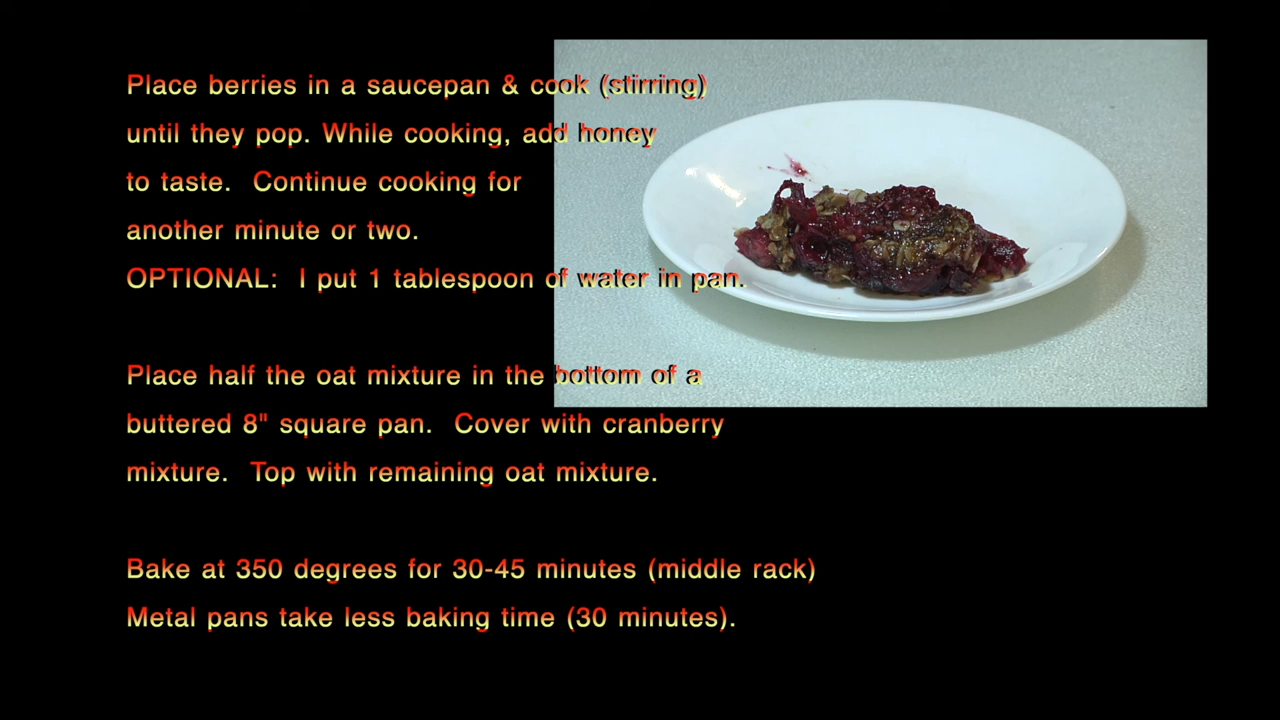 Place berries in a saucepan & cook (stirring)
until they pop. While cooking, add honey
to taste.  Continue cooking for
another minute or two.
OPTIONAL:  I put 1 tablespoon of water in pan.
Place half the oat mixture in the bottom of a
buttered 8" square pan.  Cover with cranberry
mixture.  Top with remaining oat mixture.
Bake at 350 degrees for 30-45 minutes (middle rack)
Metal pans take less baking time (30 minutes).